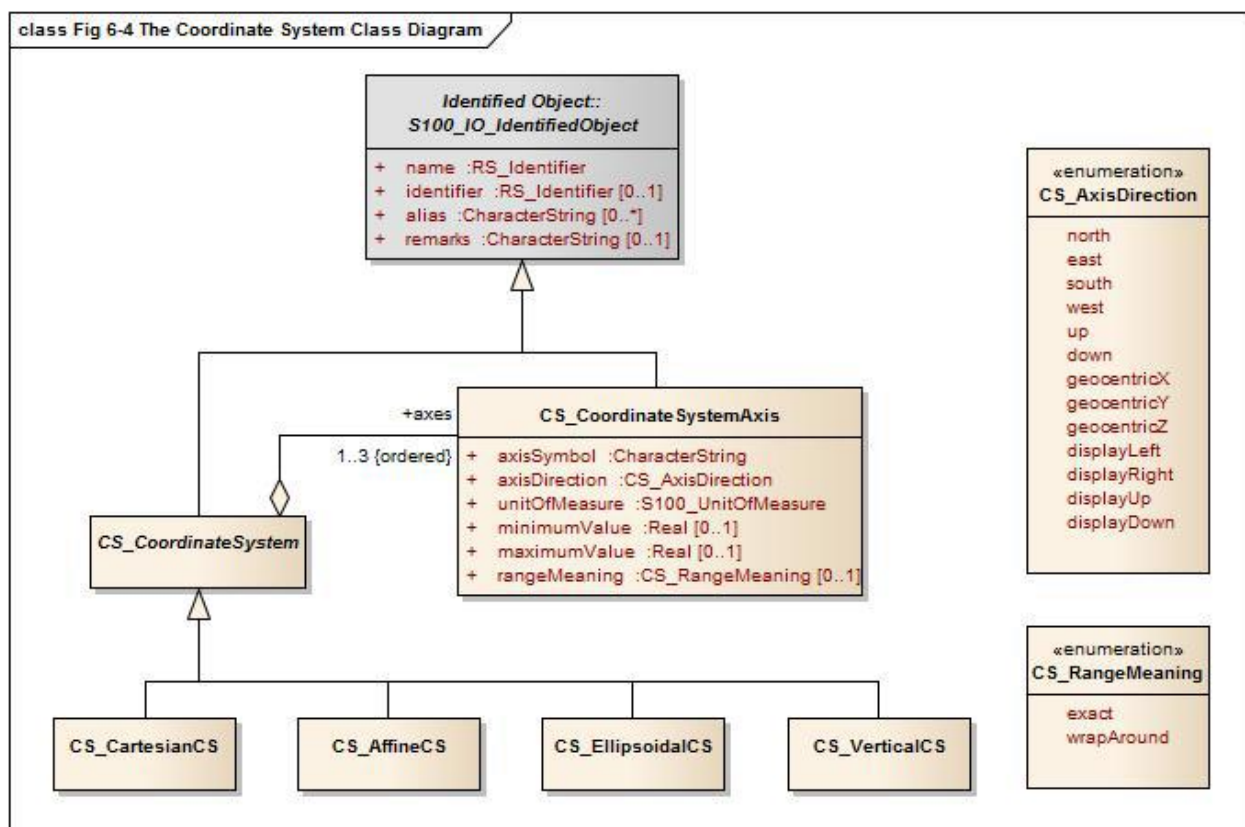 class Fig 6-4 The Coordinate System Class Diagram
Identified Object::
S100_IO_IdentifiedObject
+ name :RS_Identifier
+ identifier :RS_Identifier [0..1]
+ alias :CharacterString [0..*]
+ remarks :CharacterString [0..1]
«enumeration»
CS_AxisDirection
north
east
south
west
up
down
geocentricX
geocentricY
geocentricZ
displayLeft
displayRight
displayUp
displayDown
+axes
1..3 {ordered}
CS_CoordinateSystemAxis
+ axisSymbol :CharacterString
+ axisDirection :CS_AxisDirection
+ unitOfMeasure :S100_UnitOfMeasure
+ minimumValue :Real [0..1]
+ maximumValue :Real [0..1]
+ rangeMeaning :CS_RangeMeaning [0..1]
CS_CoordinateSystem
«enumeration»
CS_RangeMeaning
exact
wrapAround
CS_CartesianCS
CS_AffineCS
CS_EllipsoidalCS
CS_VerticalCS